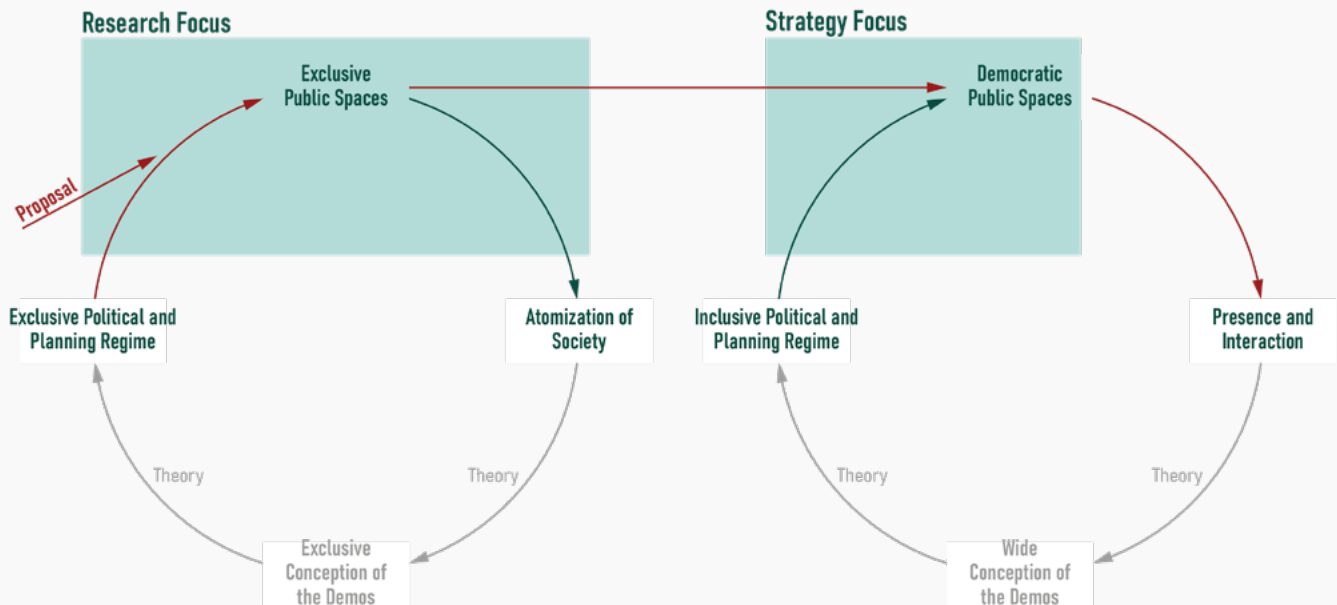 Research Focus
Strategy Focus
Exclusive
Public Spaces
Democratic
Public Spaces
Proposal
Exclusive Political and
Planning Regime
Atomization of
Society
Inclusive Political and
Planning Regime
Presence and
Interaction
Theory
Theory
Theory
Theory
Exclusive
Conception of
the Demos
Wide
Conception of
the Demos